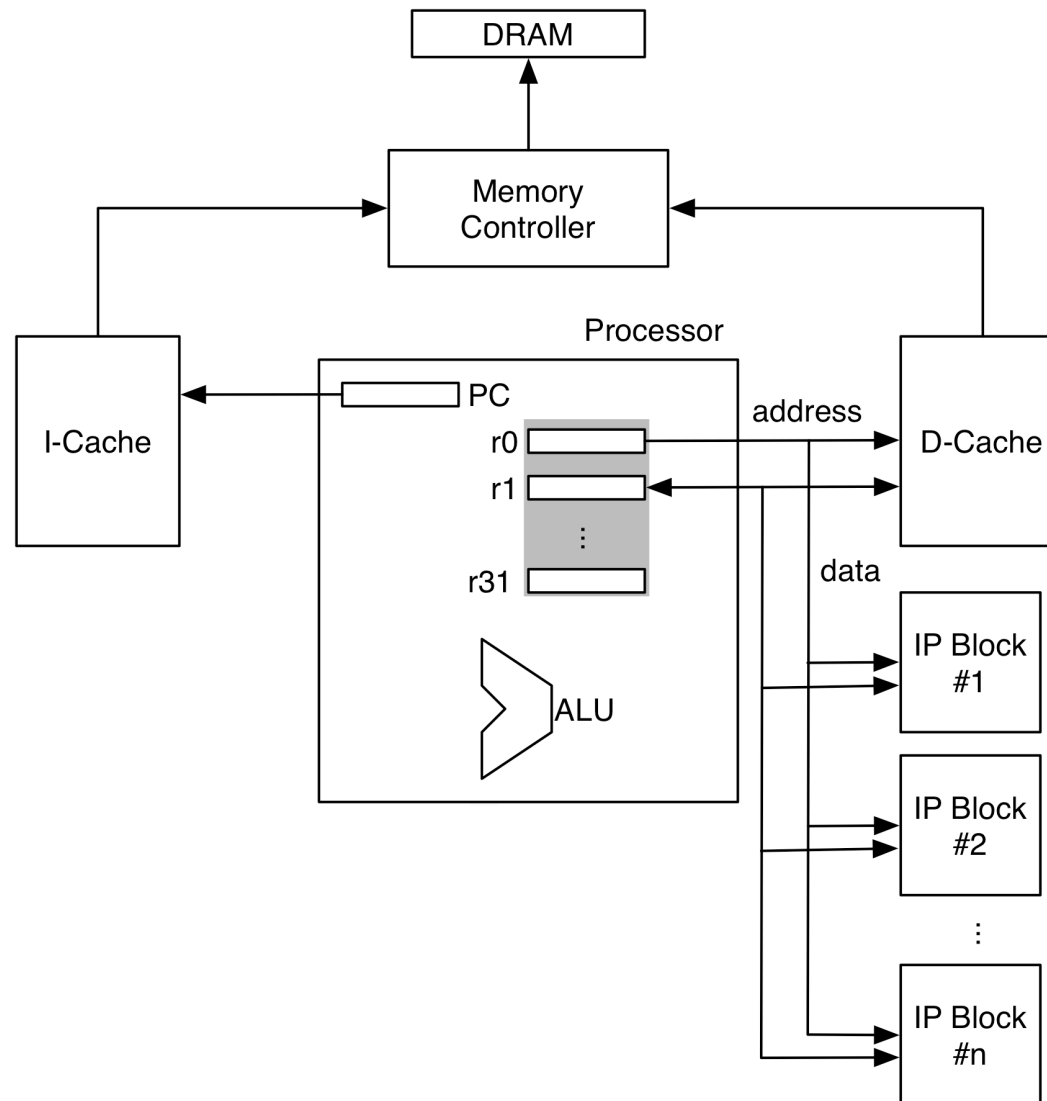 DRAM
Memory
Controller
Processor
PC
I-Cache
r0
address
D-Cache
r1
⋮
r31
data
IP Block
#1
ALU
IP Block
#2
⋮
IP Block
#n